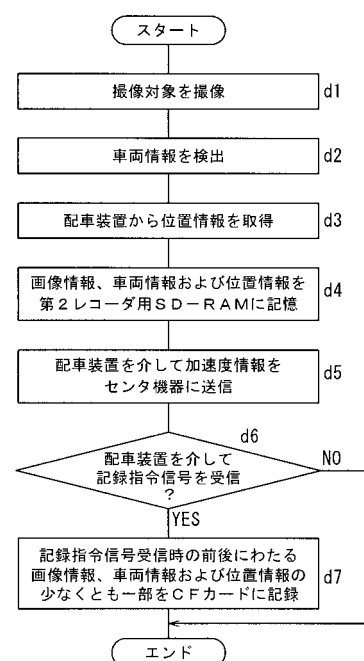 スタート
撮像対象を撮像
d1
車両情報を検出
d2
配車装置から位置情報を取得
d3
画像情報、車両情報および位置情報を
第2レコーダ用SD-RAMに記憶
d4
配車装置を介して加速度情報を
センタ機器に送信
d5
d6
配車装置を介して
記録指令信号を受信
?
NO
YES
記録指令信号受信時の前後にわたる
画像情報、車両情報および位置情報の
少なくとも一部をCFカードに記録
d7
エンド